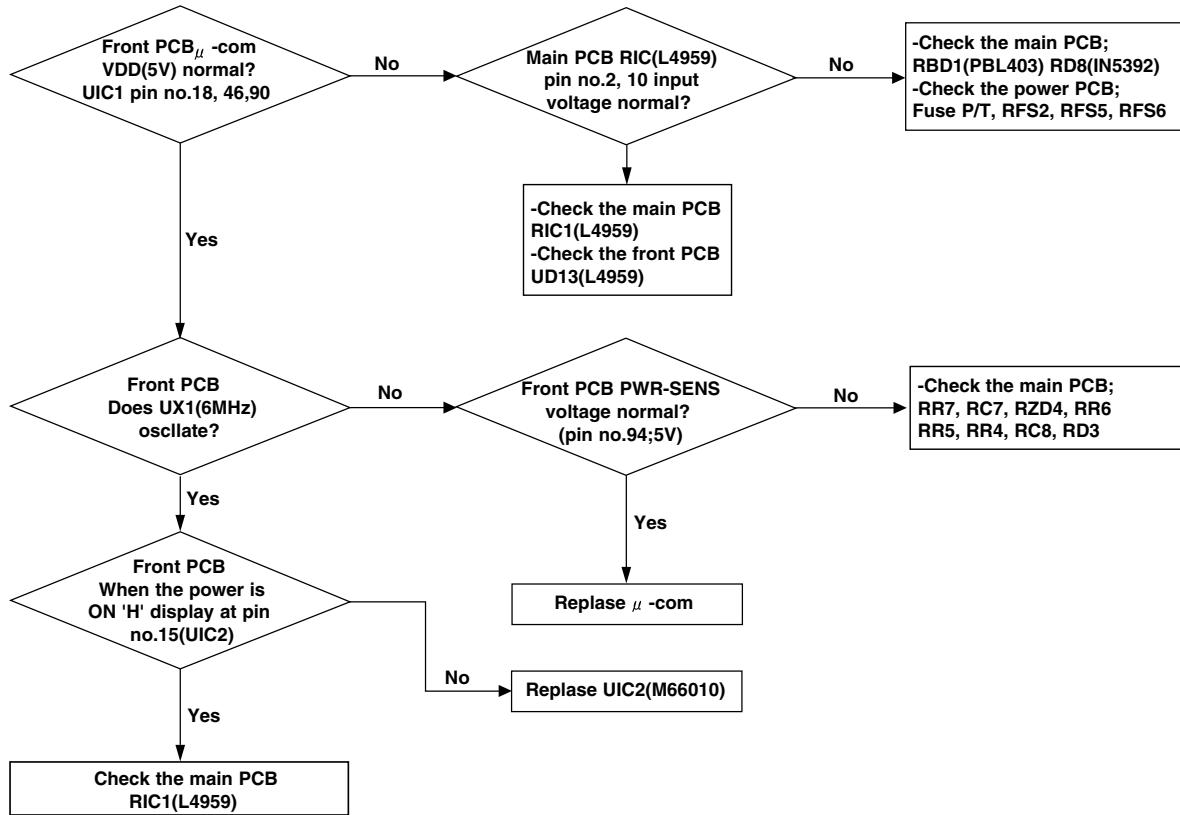 Front PCB μ -com
VDD(5V) normal?
UIC1 pin no.18, 46,90
No
Main PCB RIC(L4959)
pin no.2, 10 input
voltage normal?
No
-Check the main PCB;
RBD1(PBL403) RD8(IN5392)
-Check the power PCB;
Fuse P/T, RFS2, RFS5, RFS6
-Check the main PCB
RIC1(L4959)
-Check the front PCB
UD13(L4959)
Yes
Front PCB
Does UX1(6MHz)
oscllate?
No
Front PCB PWR-SENS
voltage normal?
(pin no.94;5V)
No
-Check the main PCB;
RR7, RC7, RZD4, RR6
RR5, RR4, RC8, RD3
Yes
Yes
Front PCB
When the power is
ON 'H' display at pin
no.15(UIC2)
Replase μ -com
No
Replase UIC2(M66010)
Yes
Check the main PCB
RIC1(L4959)